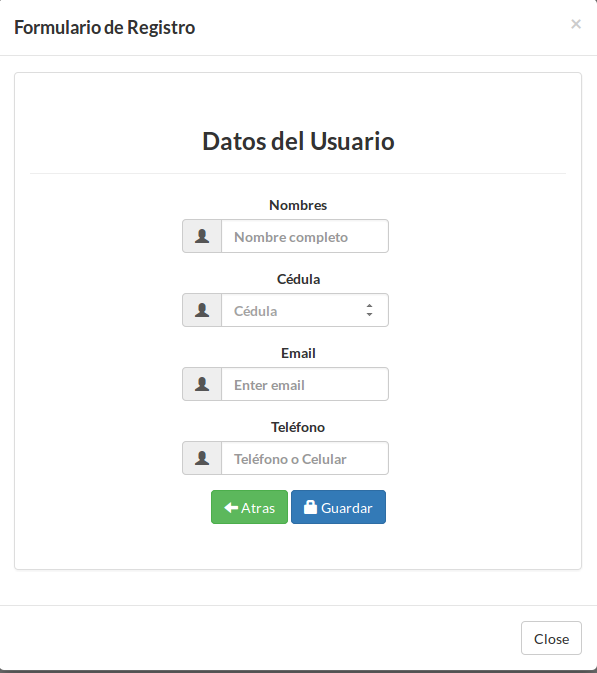 Formulario de Registro
×
Datos del Usuario
Nombres
Nombre completo
Cédula
Cédula
Email
Enter email
Teléfono
Teléfono o Celular
Atras
Guardar
Close